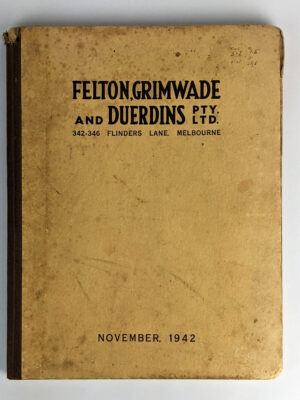 FELTON, GRIMWADE
AND DUERDINS PTY. LTD.
342-346 FLINDERS LANE, MELBOURNE
NOVEMBER, 1942